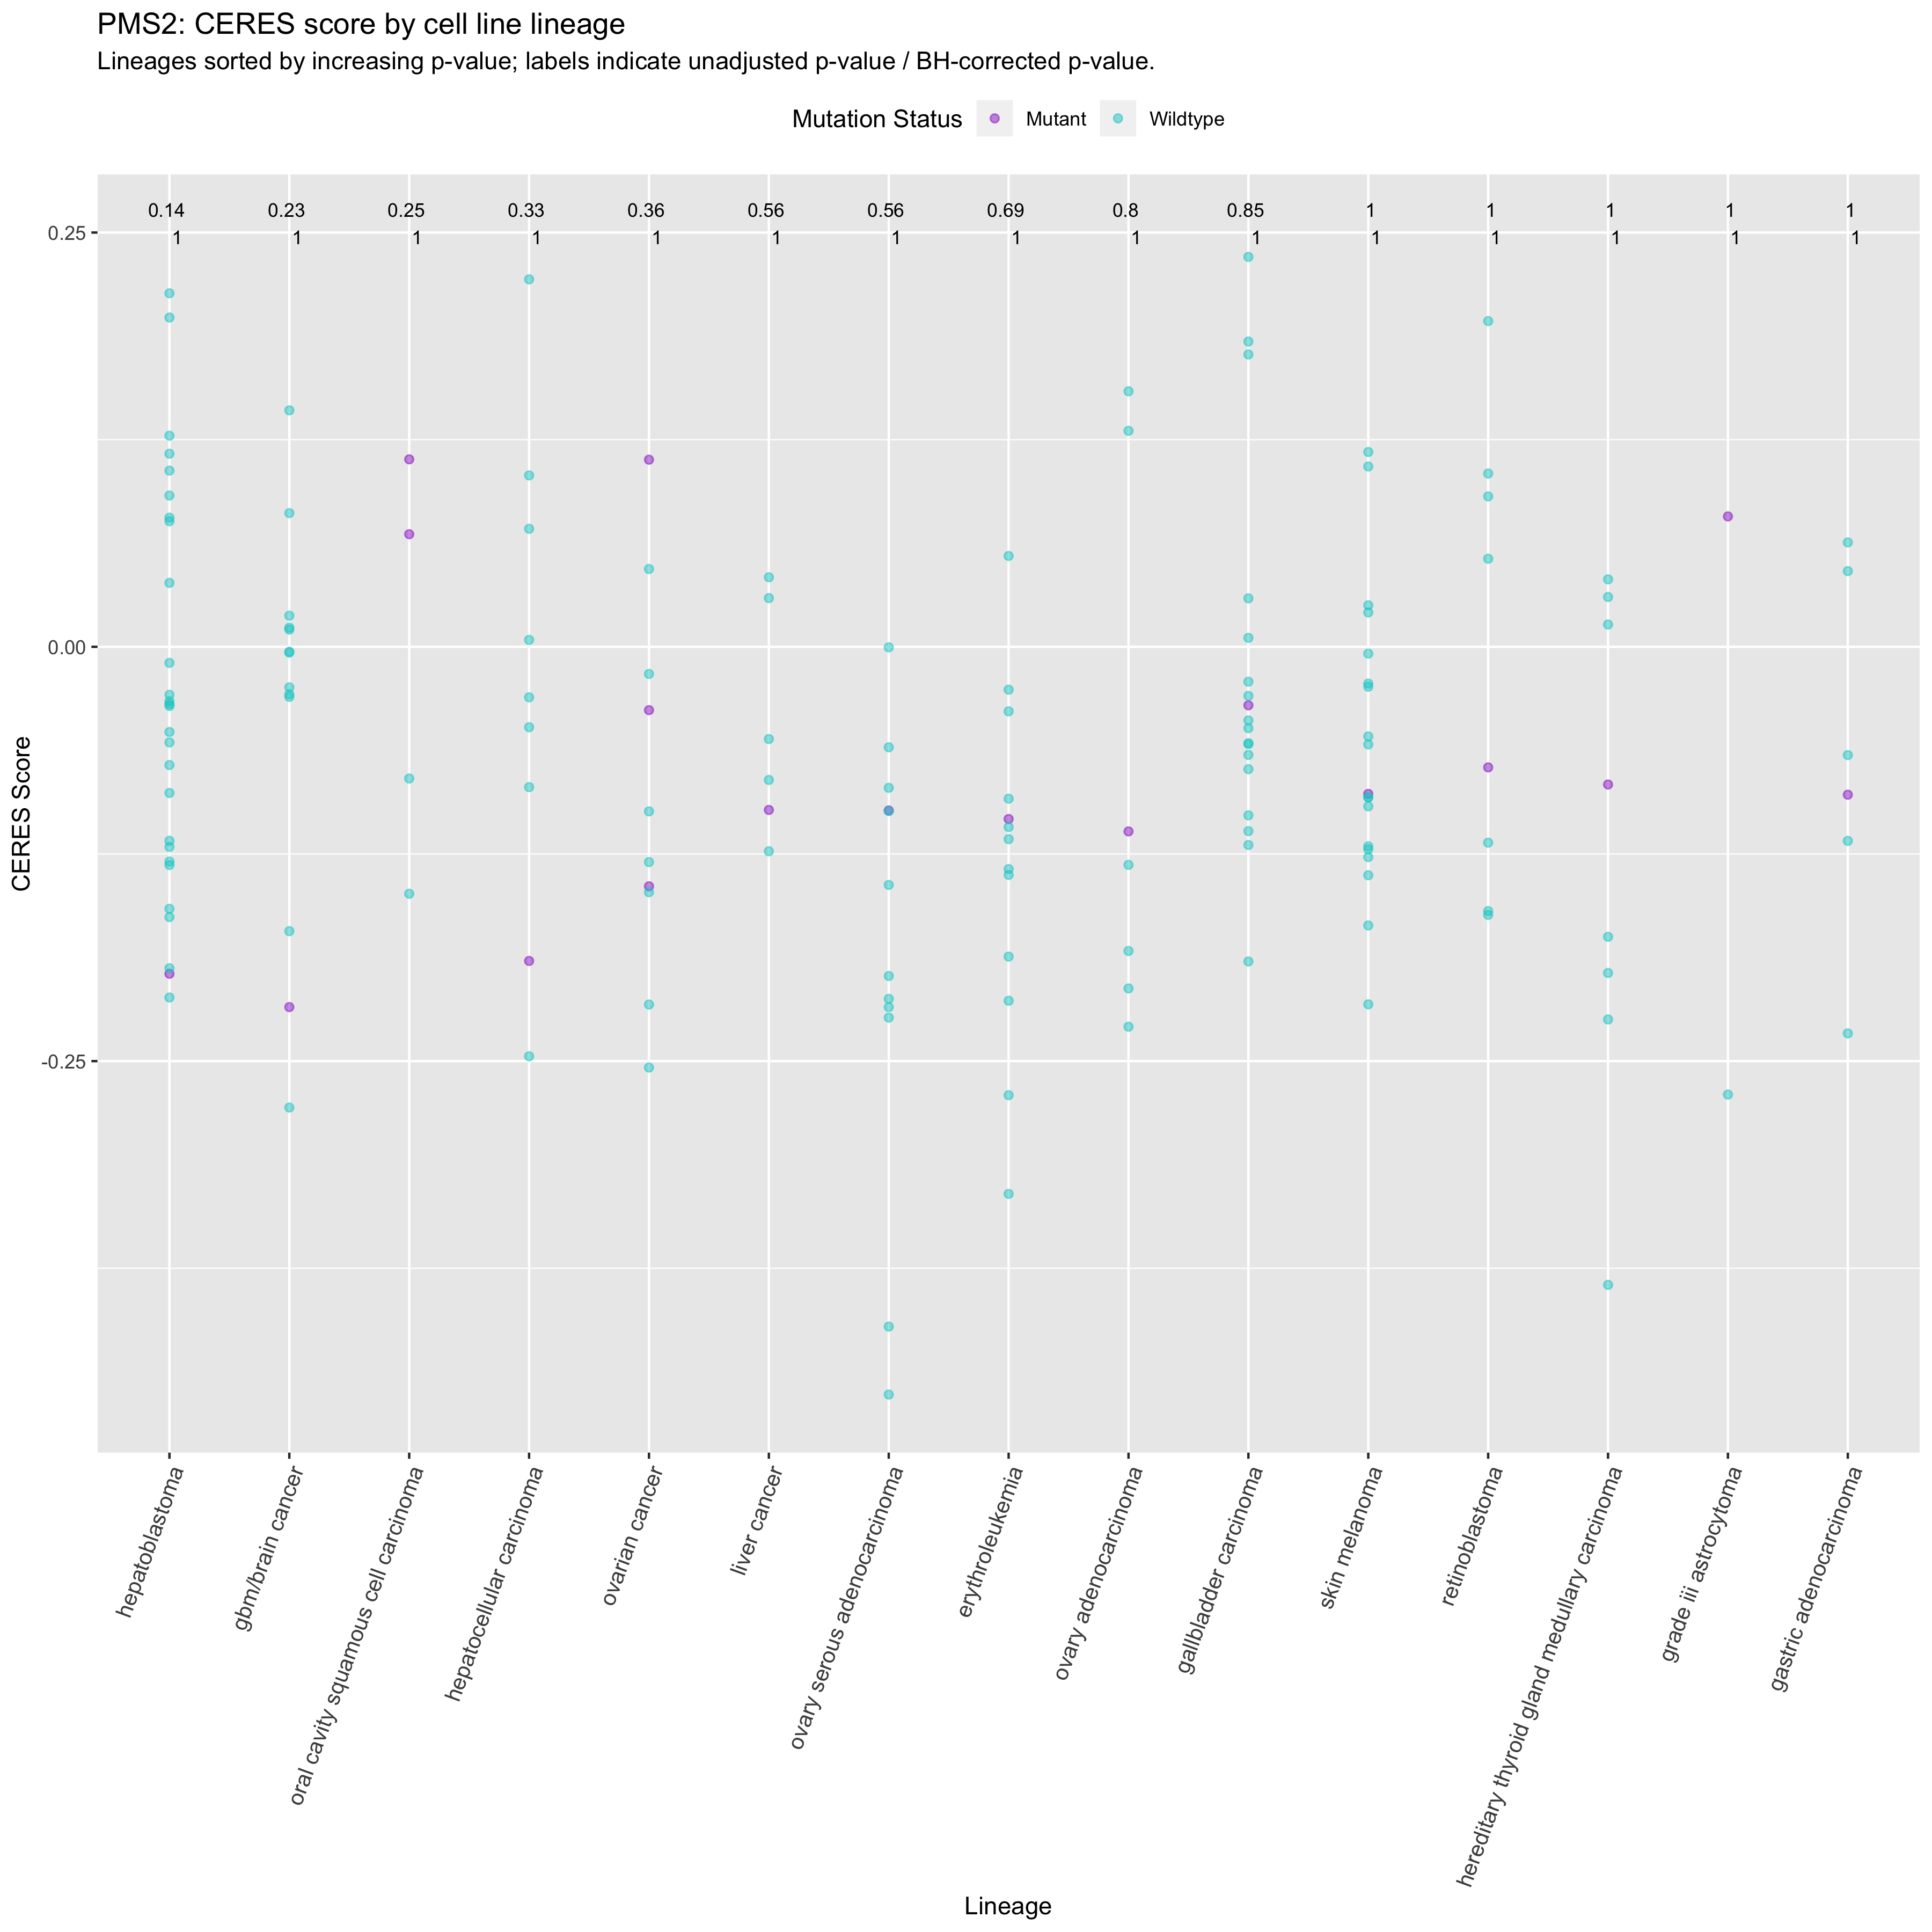 PMS2: CERES score by cell line lineage
Lineages sorted by increasing p-value; labels indicate unadjusted p-value / BH-corrected p-value.
Mutation Status Mutant Wildtype
0.14 0.23 0.25 0.33 0.36 0.56 0.56 0.69 0.8 0.85 1 1 1 1 1
1 1 1 1 1 1 1 1 1 1 1 1 1 1 1
0.25
0.00
-0.25
CERES Score
hepatoblastoma
gbm/brain cancer
oral cavity squamous cell carcinoma
hepatocellular carcinoma
ovarian cancer
liver cancer
ovary serous adenocarcinoma
erythroleukemia
ovary adenocarcinoma
gallbladder carcinoma
skin melanoma
retinoblastoma
hereditary thyroid gland medullary carcinoma
grade iii astrocytoma
gastric adenocarcinoma
Lineage